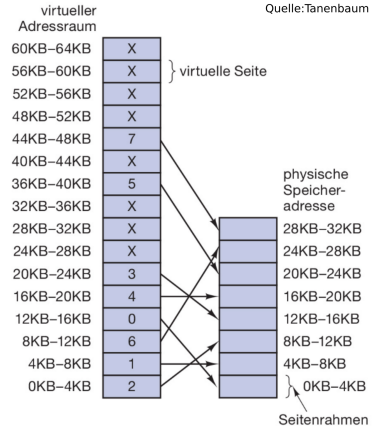 Quelle:Tanenbaum
virtueller
Adressraum
60KB–64KB X
56KB–60KB X virtuelle Seite
52KB–56KB X
48KB–52KB X
44KB–48KB 7
40KB–44KB X
36KB–40KB 5
32KB–36KB X
28KB–32KB X
24KB–28KB X
20KB–24KB 3
16KB–20KB 4
12KB–16KB 0
8KB–12KB 6
4KB–8KB 1
0KB–4KB 2
physische
Speicher-
adresse
28KB–32KB
24KB–28KB
20KB–24KB
16KB–20KB
12KB–16KB
8KB–12KB
4KB–8KB
0KB–4KB
Seitenrahmen